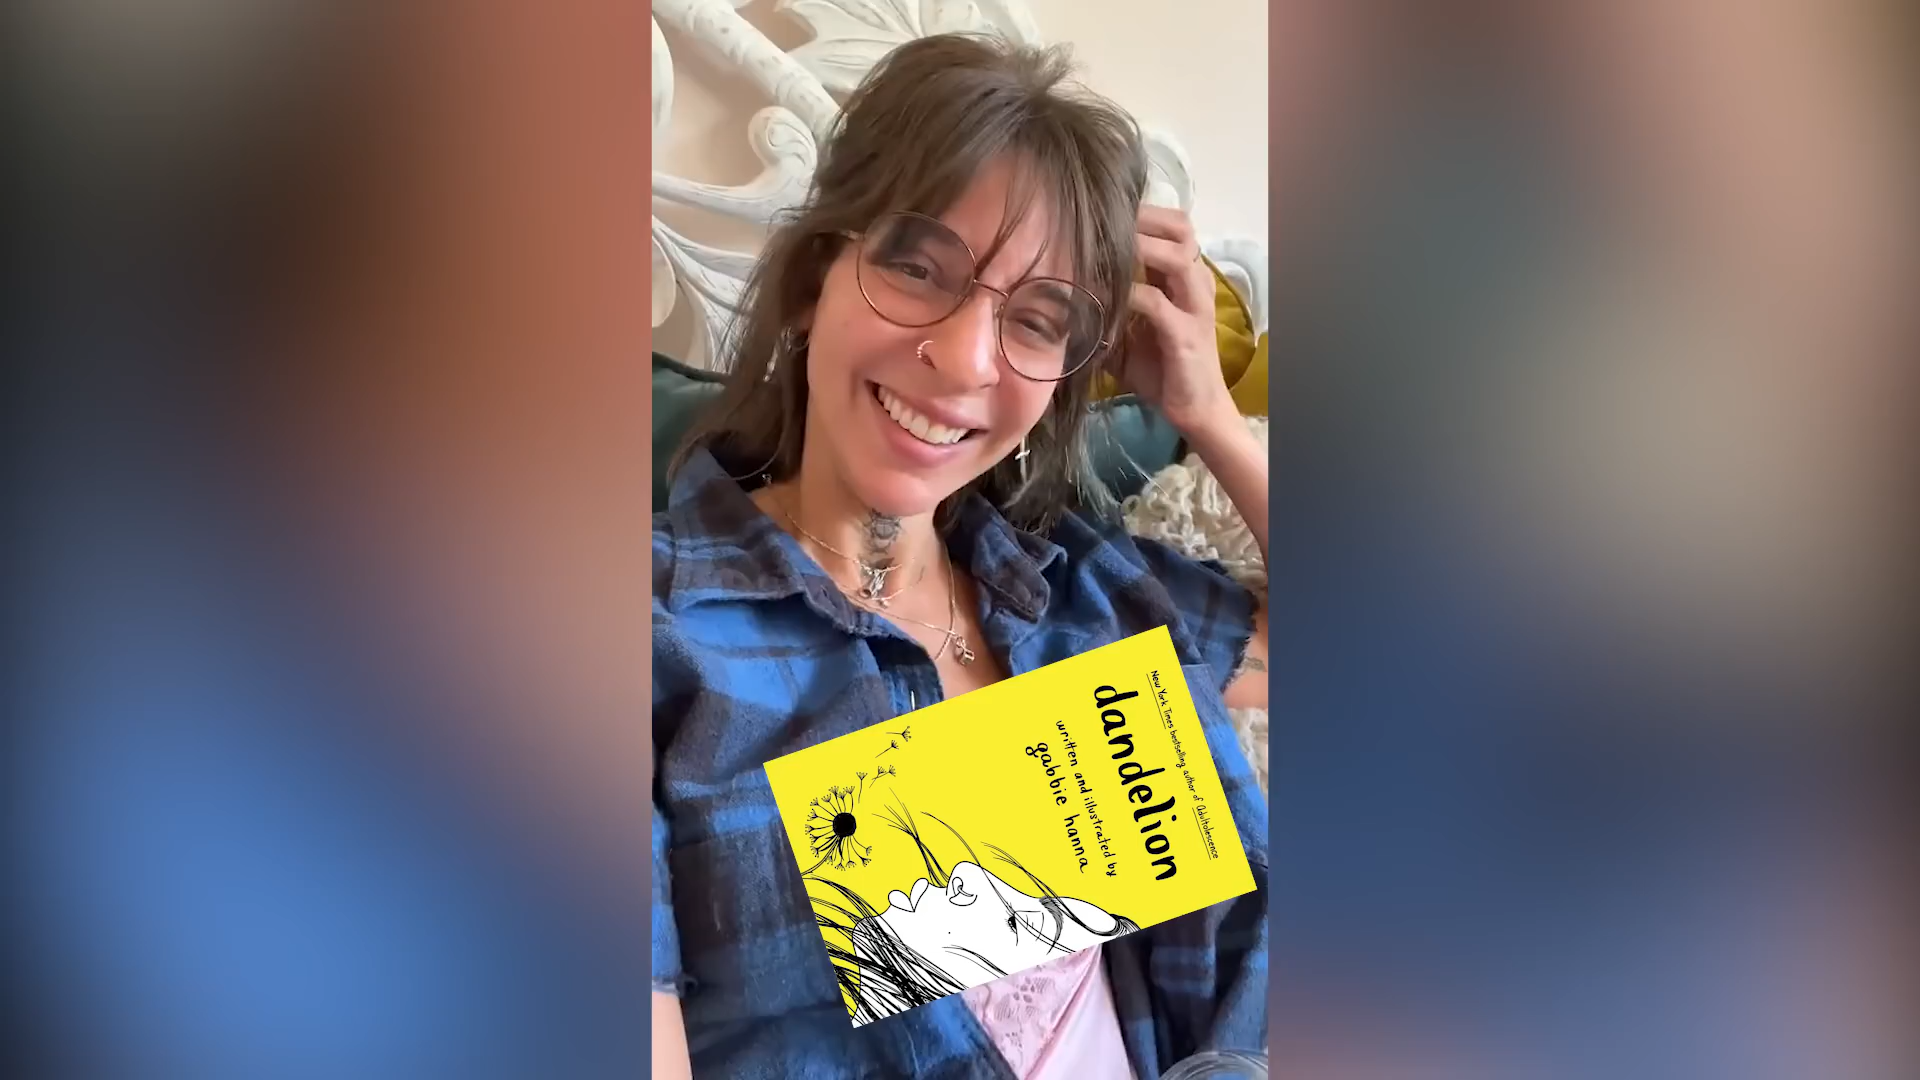 New York Times bestselling author of Adultolescence
dandelion
written and illustrated by
gabbie hanna